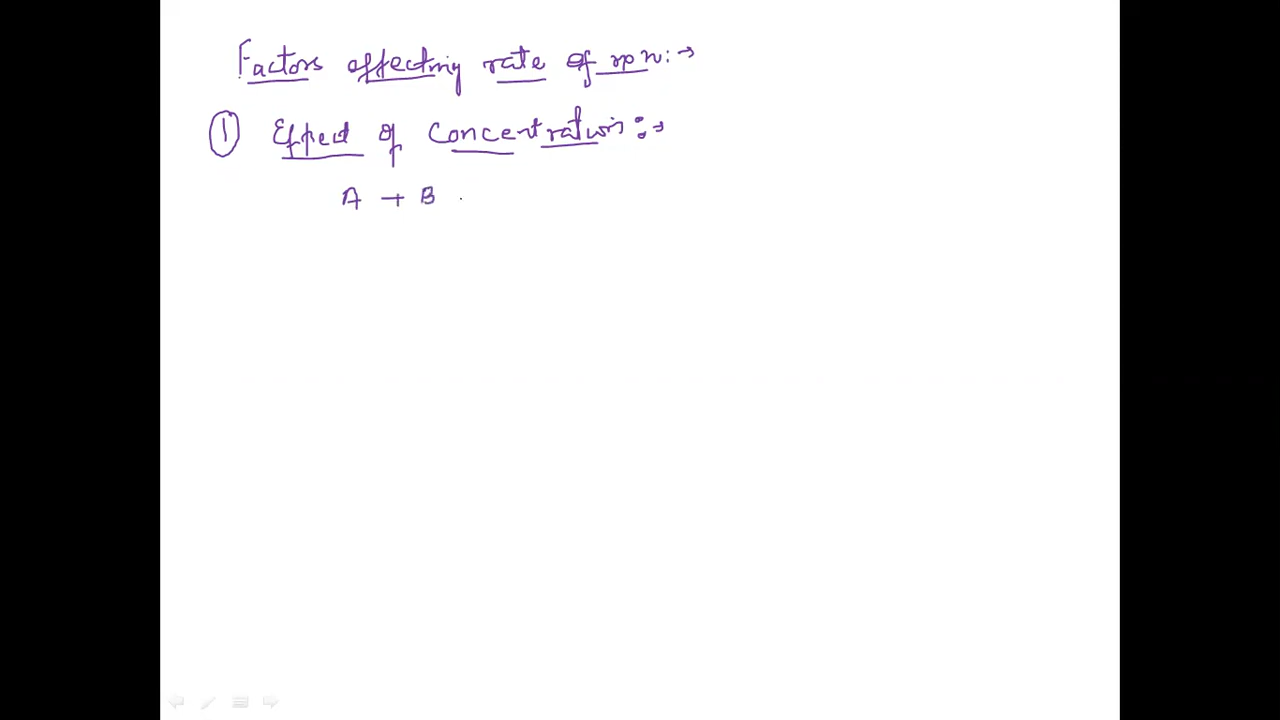 Factors affecting rate of rxn:→
① Effect of Concentration:→
A + B